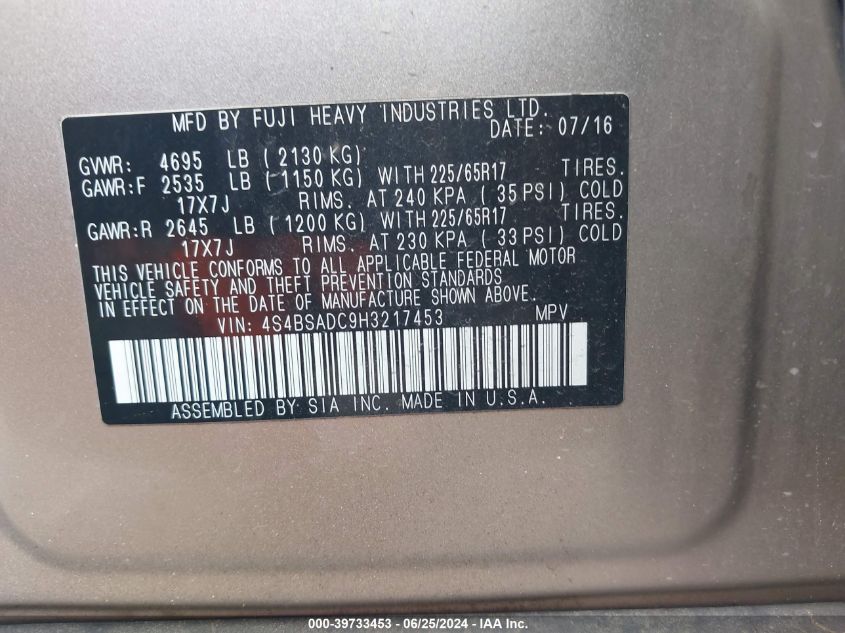 MFD BY FUJI HEAVY INDUSTRIES LTD.
DATE: 07/16
GVWR: 4695 LB ( 2130 KG)
GAWR:F 2535 LB ( 1150 KG) WITH 225/65R17 TIRES.
17X7J RIMS. AT 240 KPA ( 35 PSI) COLD
GAWR:R 2645 LB ( 1200 KG) WITH 225/65R17 TIRES.
17X7J RIMS. AT 230 KPA ( 33 PSI) COLD
THIS VEHICLE CONFORMS TO ALL APPLICABLE FEDERAL MOTOR
VEHICLE SAFETY AND THEFT PREVENTION STANDARDS
IN EFFECT ON THE DATE OF MANUFACTURE SHOWN ABOVE.
VIN: 4S4BSADC9H3217453 MPV
ASSEMBLED BY SIA INC. MADE IN U.S.A.
000-39733453 - 06/25/2024 - IAA Inc.